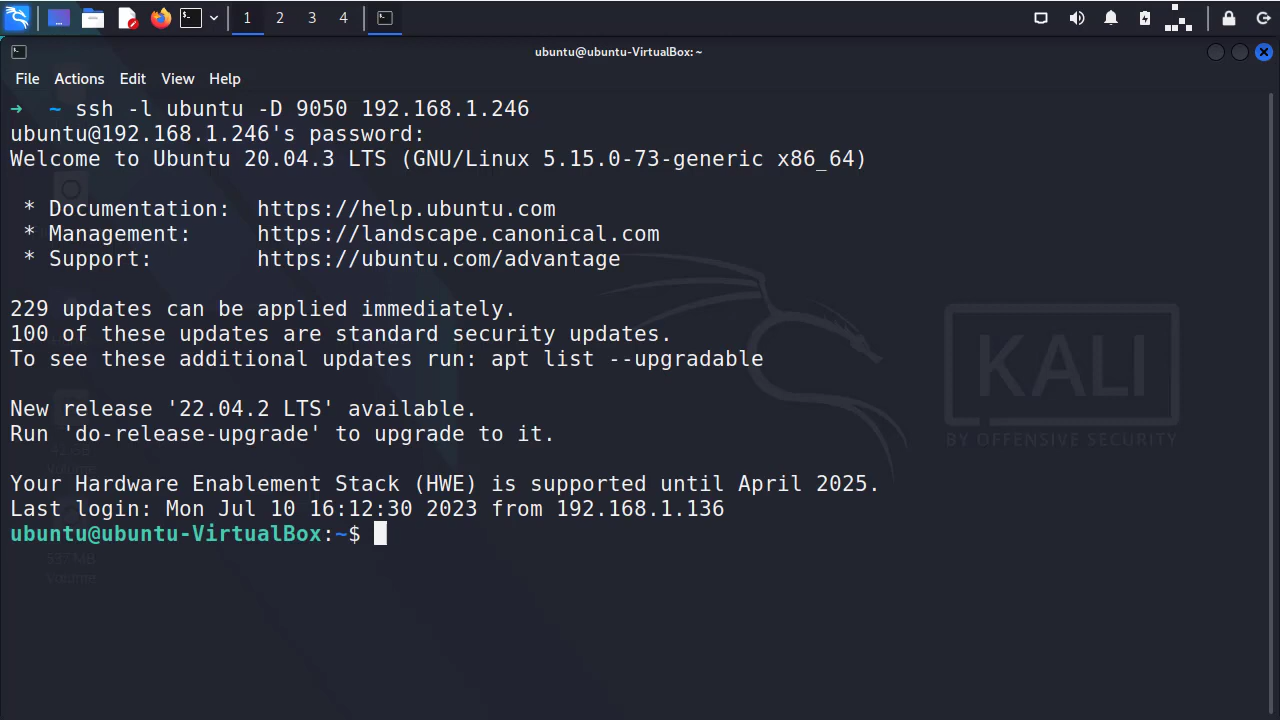 1 2 3 4
ubuntu@ubuntu-VirtualBox: ~
File Actions Edit View Help
➜ ~ ssh -l ubuntu -D 9050 192.168.1.246
ubuntu@192.168.1.246's password:
Welcome to Ubuntu 20.04.3 LTS (GNU/Linux 5.15.0-73-generic x86_64)
* Documentation: https://help.ubuntu.com
* Management: https://landscape.canonical.com
* Support: https://ubuntu.com/advantage
229 updates can be applied immediately.
100 of these updates are standard security updates.
To see these additional updates run: apt list --upgradable
New release '22.04.2 LTS' available.
Run 'do-release-upgrade' to upgrade to it.
Your Hardware Enablement Stack (HWE) is supported until April 2025.
Last login: Mon Jul 10 16:12:30 2023 from 192.168.1.136
ubuntu@ubuntu-VirtualBox:~$
KALI
BY OFFENSIVE SECURITY
Volume
Volume